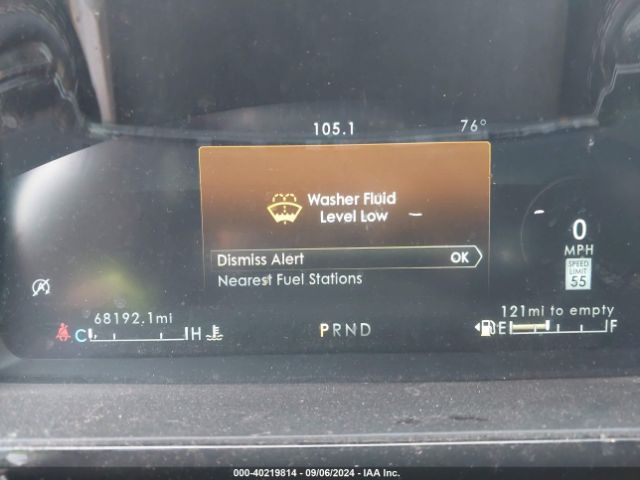 105.1 76°
Washer Fluid
Level Low
Dismiss Alert OK
Nearest Fuel Stations
0
MPH
SPEED
LIMIT
55
68192.1mi
121mi to empty
C H
PRND
E F
000-40219814 - 09/06/2024 - IAA Inc.